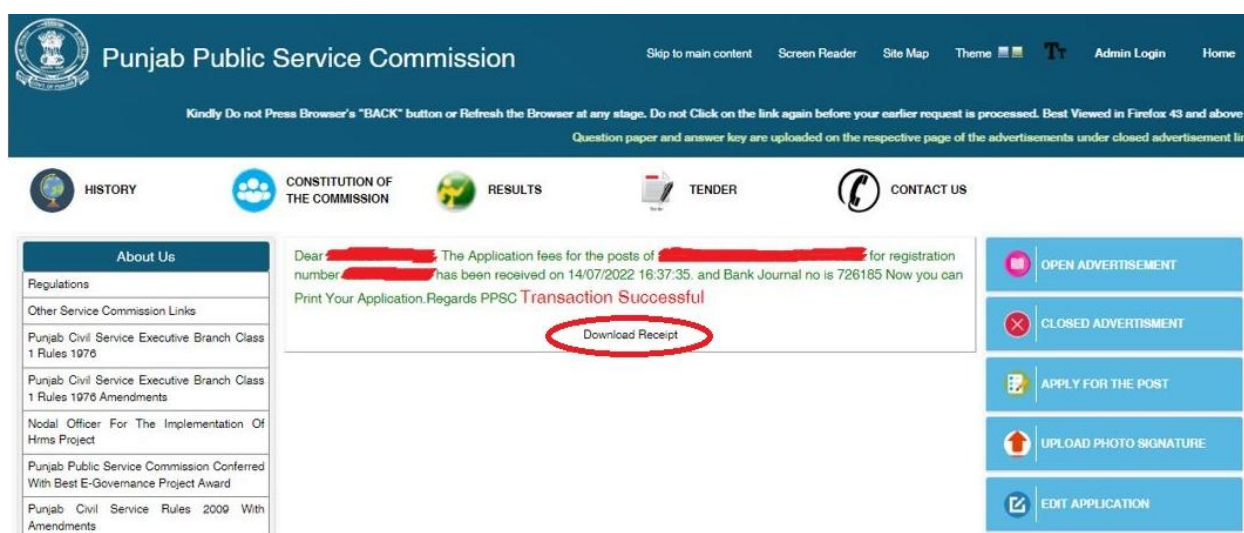 Punjab Public Service Commission
Skip to main content
Screen Reader
Site Map
Theme
Tт
Admin Login
Home
Kindly Do not Press Browser's "BACK" button or Refresh the Browser at any stage. Do not Click on the link again before your earlier request is processed. Best Viewed in Firefox 43 and above
Question paper and answer key are uploaded on the respective page of the advertisements under closed advertisement
HISTORY
CONSTITUTION OF
THE COMMISSION
RESULTS
TENDER
CONTACT US
About Us
Regulations
Other Service Commission Links
Punjab Civil Service Executive Branch Class
1 Rules 1976
Punjab Civil Service Executive Branch Class
1 Rules 1976 Amendments
Nodal Officer For The Implementation Of
Hrms Project
Punjab Public Service Commission Conferred
With Best E-Governance Project Award
Punjab Civil Service Rules 2009 With
Amendments
Dear , The Application fees for the posts of for registration
number has been received on 14/07/2022 16:37:35. and Bank Journal no is 726185 Now you can
Print Your Application.Regards PPSC Transaction Successful
Download Receipt
OPEN ADVERTISEMENT
CLOSED ADVERTISMENT
APPLY FOR THE POST
UPLOAD PHOTO SIGNATURE
EDIT APPLICATION